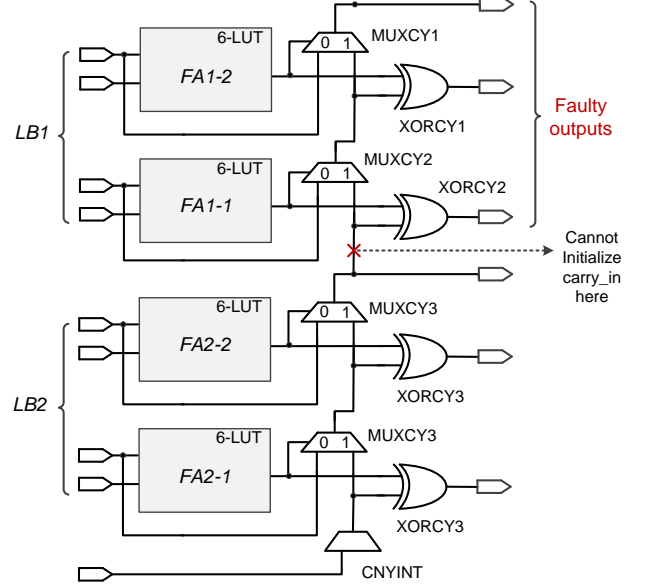 6-LUT
MUXCY1
0 1
FA1-2
Faulty
outputs
XORCY1
LB1
6-LUT
MUXCY2
0 1
XORCY2
FA1-1
Cannot
Initialize
carry_in
here
6-LUT
MUXCY3
0 1
FA2-2
XORCY3
LB2
6-LUT
MUXCY3
0 1
FA2-1
XORCY3
CNYINT